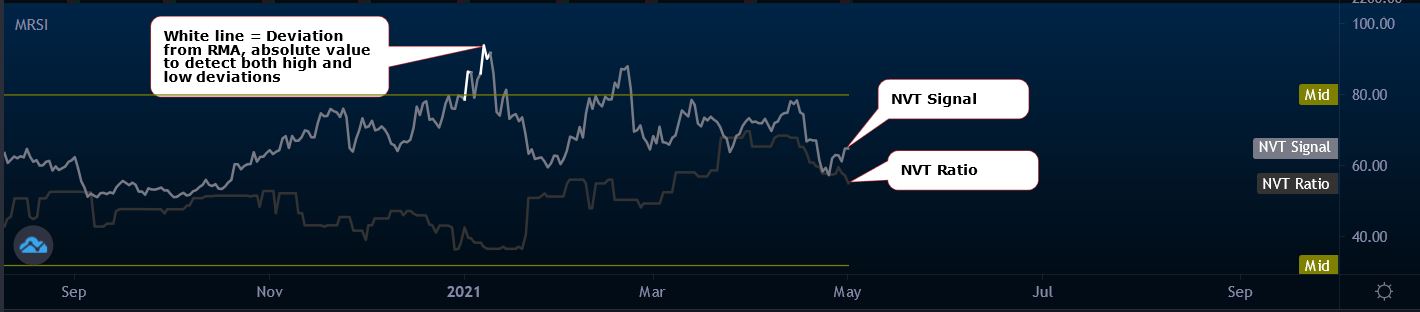 MRSI
White line = Deviation
from RMA, absolute value
to detect both high and
low deviations
NVT Signal
NVT Ratio
100.00
Mid
80.00
NVT Signal
60.00
NVT Ratio
40.00
Mid
Sep
Nov
2021
Mar
May
Jul
Sep